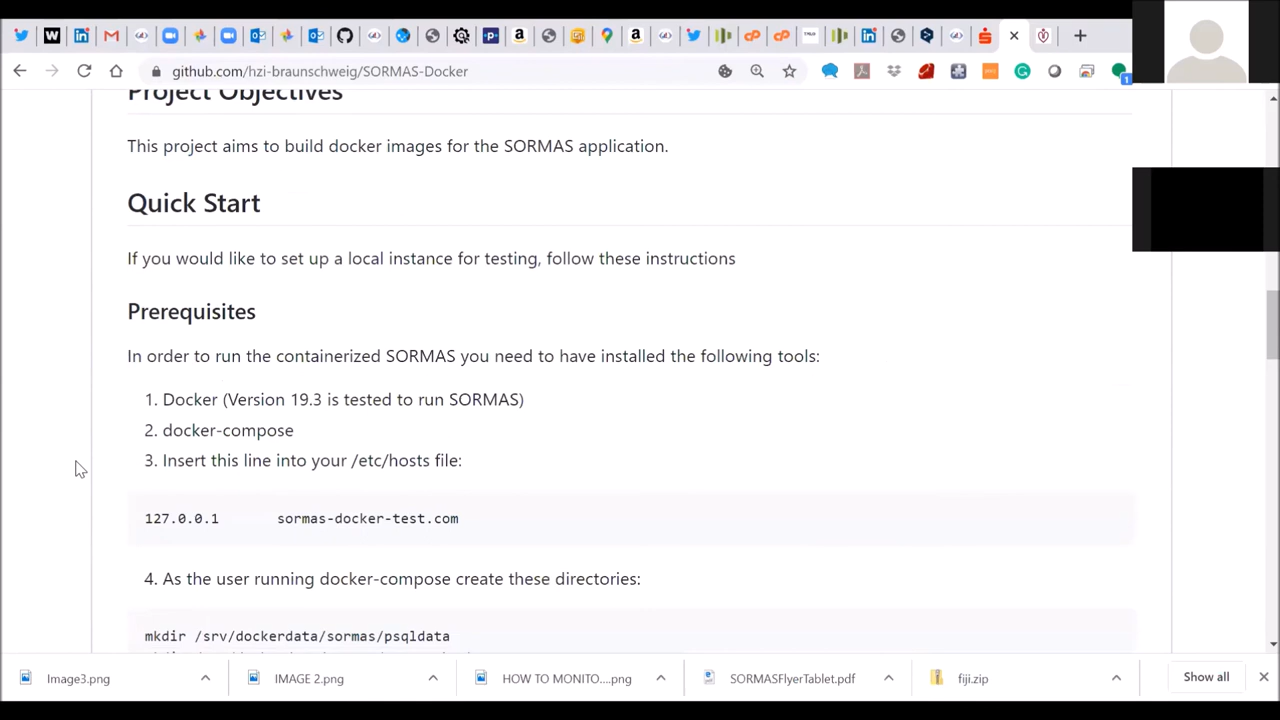 github.com/hzi-braunschweig/SORMAS-Docker
1
Project Objectives
This project aims to build docker images for the SORMAS application.
Quick Start
If you would like to set up a local instance for testing, follow these instructions
Prerequisites
In order to run the containerized SORMAS you need to have installed the following tools:
1. Docker (Version 19.3 is tested to run SORMAS)
2. docker-compose
3. Insert this line into your /etc/hosts file:
127.0.0.1 sormas-docker-test.com
4. As the user running docker-compose create these directories:
mkdir /srv/dockerdata/sormas/psqldata
Image3.png
IMAGE 2.png
HOW TO MONITO....png
SORMASFlyerTablet.pdf
fiji.zip
Show all